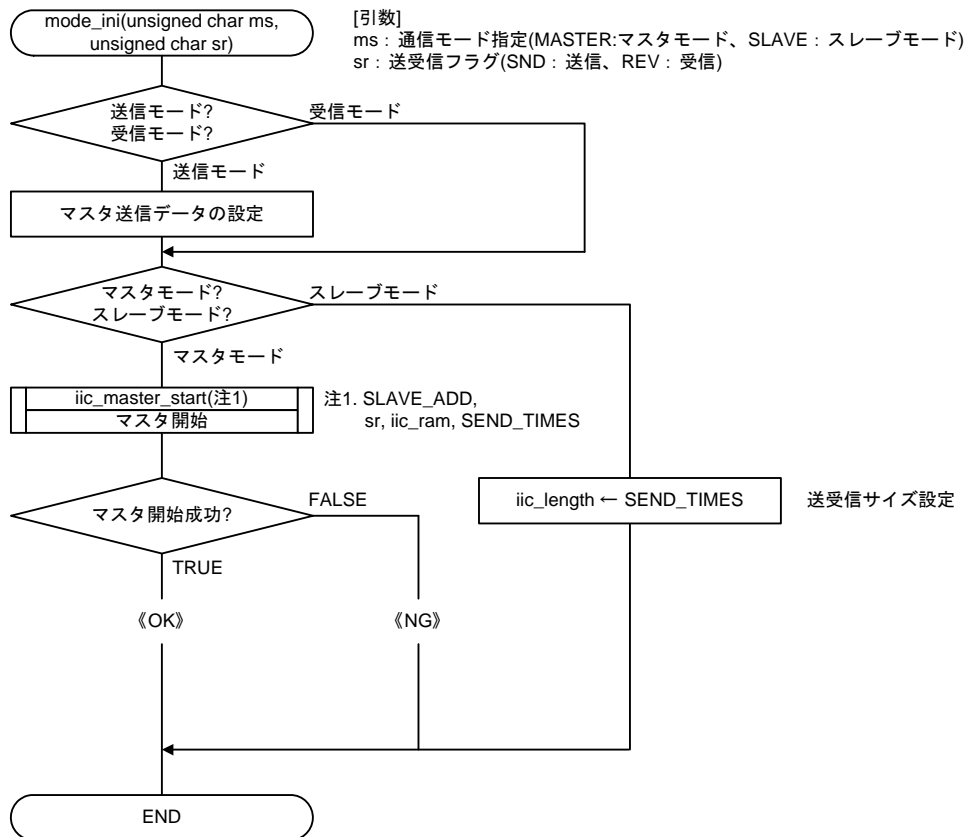 mode_ini(unsigned char ms,
unsigned char sr)
[引数]
ms：通信モード指定(MASTER:マスタモード、SLAVE：スレーブモード)
sr：送受信フラグ(SND：送信、REV：受信)
送信モード?
受信モード?
受信モード
送信モード
マスタ送信データの設定
マスタモード?
スレーブモード?
スレーブモード
マスタモード
iic_master_start(注1)
マスタ開始
注1. SLAVE_ADD,
sr, iic_ram, SEND_TIMES
iic_length ← SEND_TIMES
送受信サイズ設定
マスタ開始成功?
FALSE
TRUE
《OK》
《NG》
END